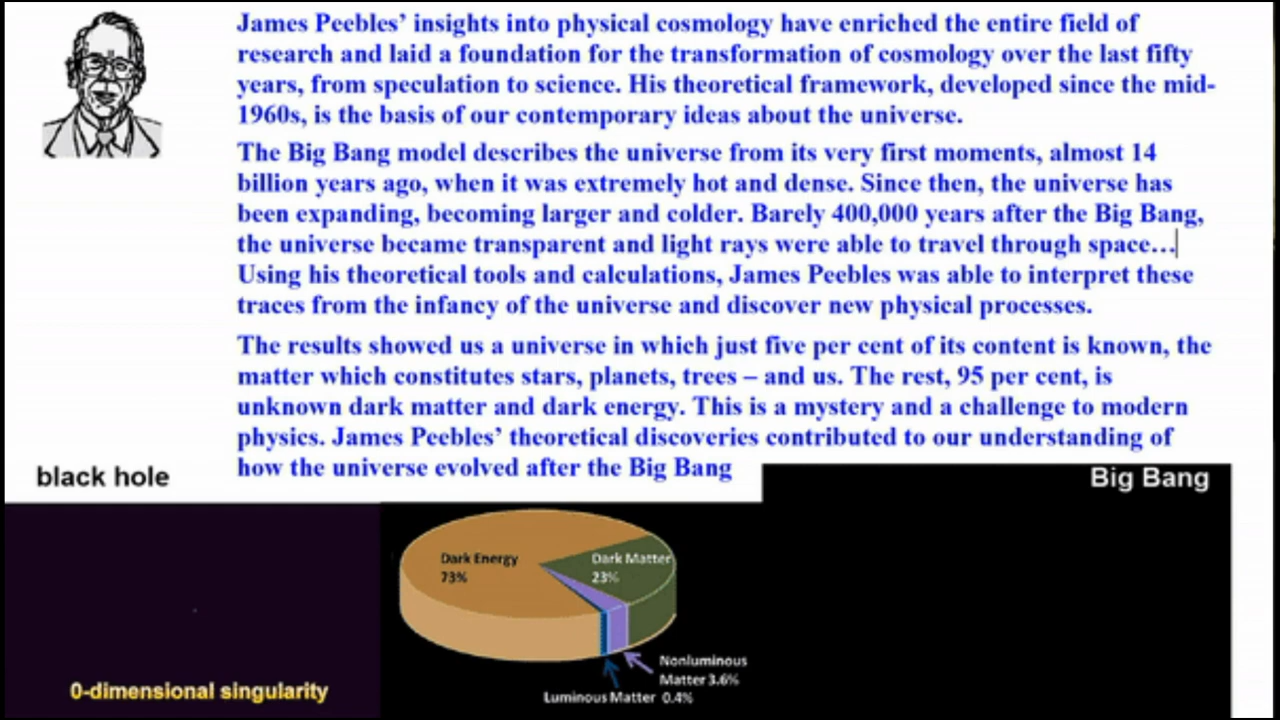 James Peebles' insights into physical cosmology have enriched the entire field of
research and laid a foundation for the transformation of cosmology over the last fifty
years, from speculation to science. His theoretical framework, developed since the mid-
1960s, is the basis of our contemporary ideas about the universe.
The Big Bang model describes the universe from its very first moments, almost 14
billion years ago, when it was extremely hot and dense. Since then, the universe has
been expanding, becoming larger and colder. Barely 400,000 years after the Big Bang,
the universe became transparent and light rays were able to travel through space…
Using his theoretical tools and calculations, James Peebles was able to interpret these
traces from the infancy of the universe and discover new physical processes.
The results showed us a universe in which just five per cent of its content is known, the
matter which constitutes stars, planets, trees – and us. The rest, 95 per cent, is
unknown dark matter and dark energy. This is a mystery and a challenge to modern
physics. James Peebles' theoretical discoveries contributed to our understanding of
how the universe evolved after the Big Bang
black hole
Big Bang
Dark Energy
73%
Dark Matter
23%
Nonluminous
Matter 3.6%
Luminous Matter 0.4%
0-dimensional singularity